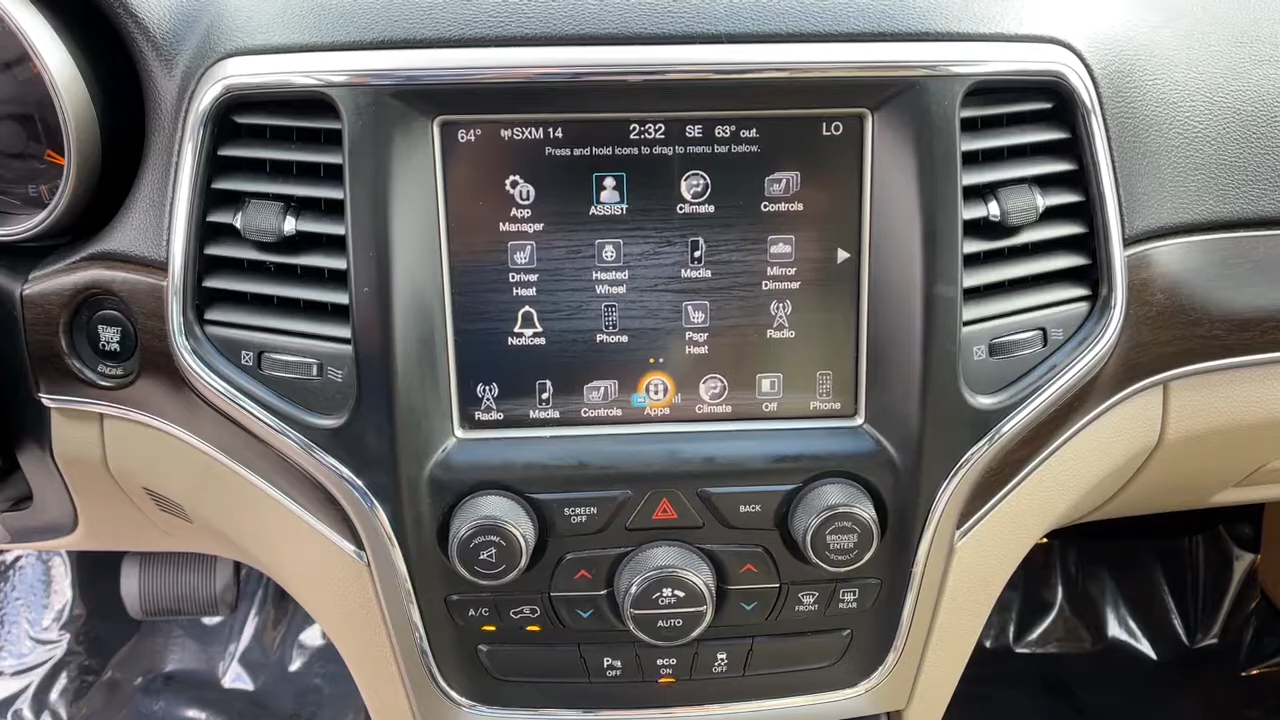 64° SXM 14 2:32 SE 63° out. LO
Press and hold icons to drag to menu bar below.
App
Manager
ASSIST
Climate
Controls
Driver
Heat
Heated
Wheel
Media
Mirror
Dimmer
Notices
Phone
Psgr
Heat
Radio
Radio
Media
Controls
Apps
Climate
Off
Phone
E
START
STOP
ENGINE
VOLUME
SCREEN
OFF
BACK
TUNE
BROWSE
ENTER
SCROLL
OFF
AUTO
A/C
FRONT
REAR
P
OFF
eco
ON
OFF